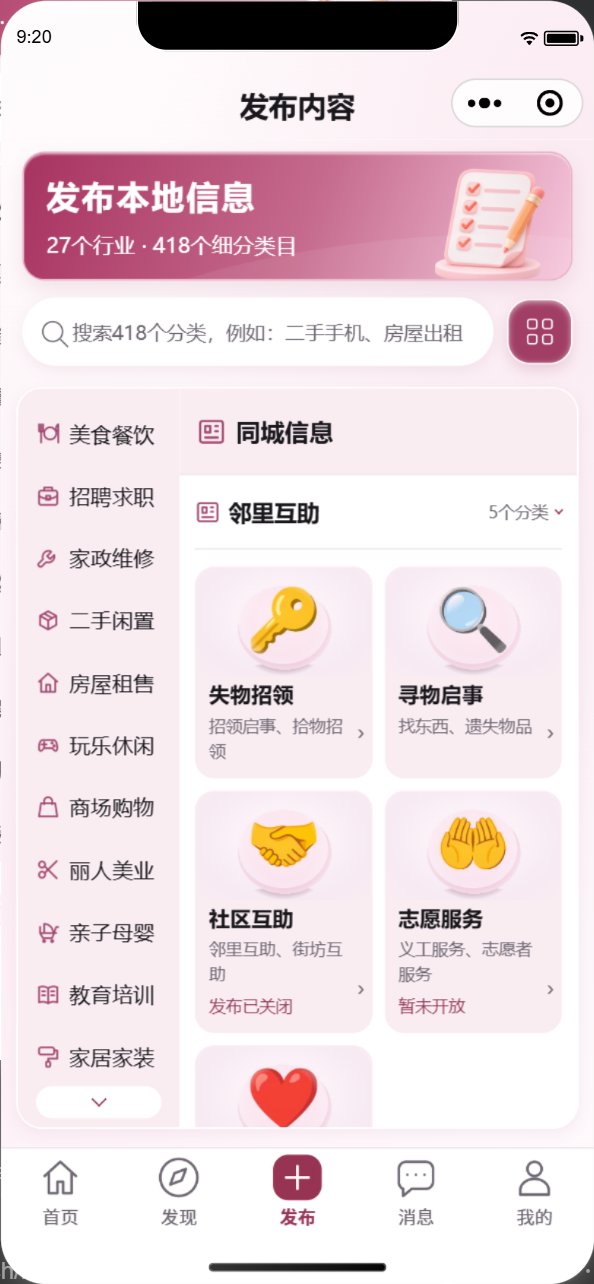 9:20
发布内容
发布本地信息
27个行业 · 418个细分类目
搜索418个分类，例如：二手手机、房屋出租
美食餐饮
招聘求职
家政维修
二手闲置
房屋租售
玩乐休闲
商场购物
丽人美业
亲子母婴
教育培训
家居家装
同城信息
邻里互助
5个分类
失物招领
招领启事、拾物招
领
寻物启事
找东西、遗失物品
社区互助
邻里互助、街坊互
助
发布已关闭
志愿服务
义工服务、志愿者
服务
暂未开放
首页
发现
发布
消息
我的